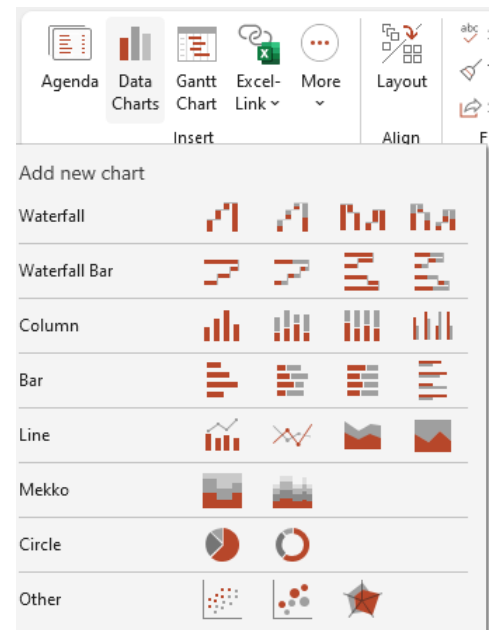 abc
Agenda
Data
Charts
Gantt
Chart
Excel-
Link
More
Layout
Insert
Align
F
Add new chart
Waterfall
Waterfall Bar
Column
Bar
Line
Mekko
Circle
Other